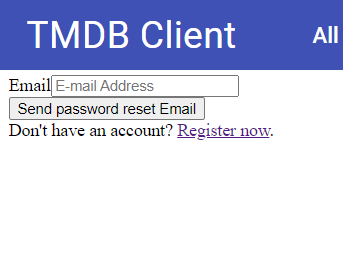 TMDB Client All
Email E-mail Address
Send password reset Email
Don't have an account? Register now.